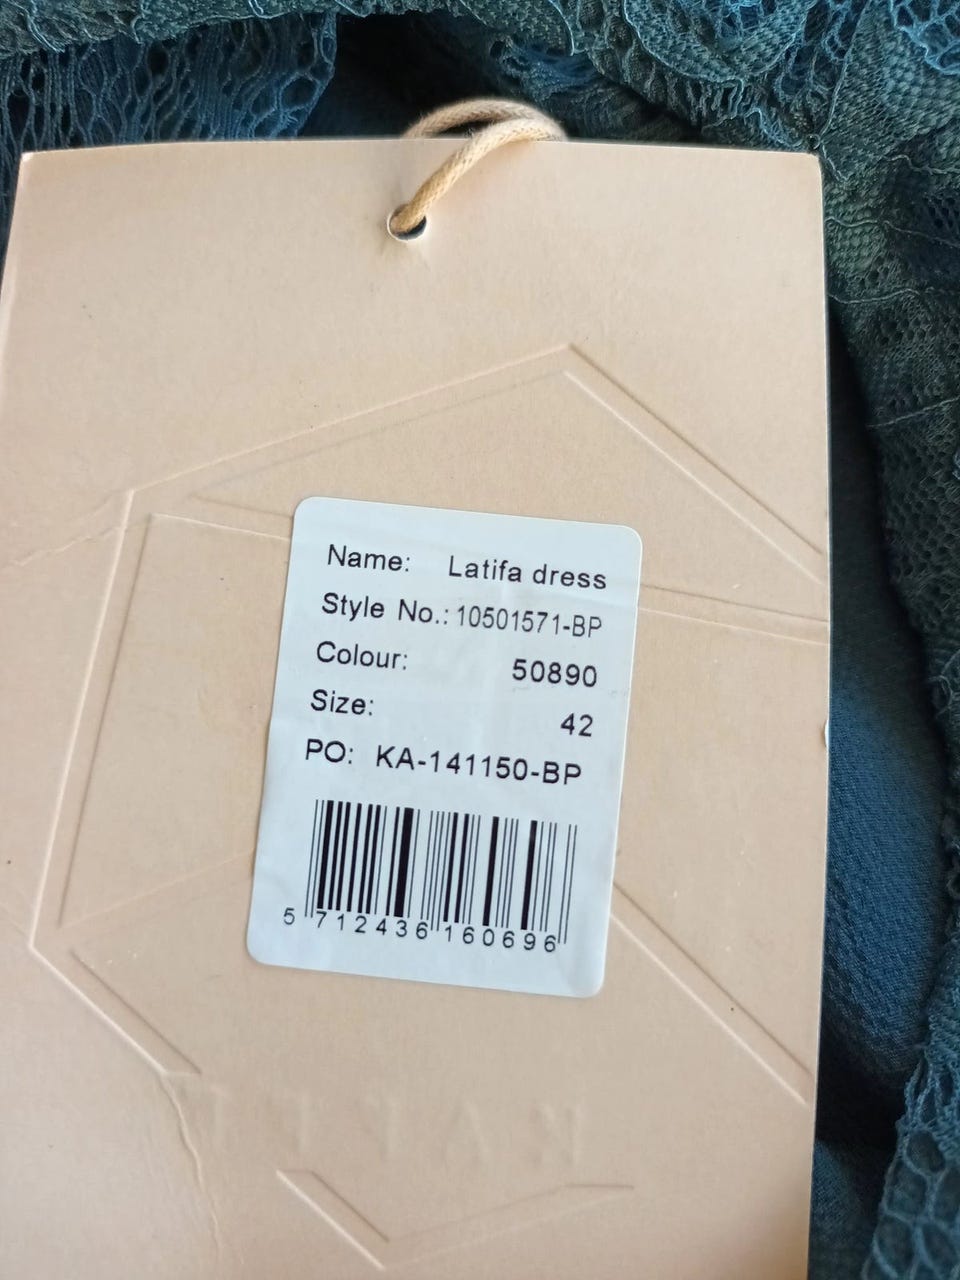 Name: Latifa dress
Style No.: 10501571-BP
Colour: 50890
Size: 42
PO: KA-141150-BP
5 712436 160696